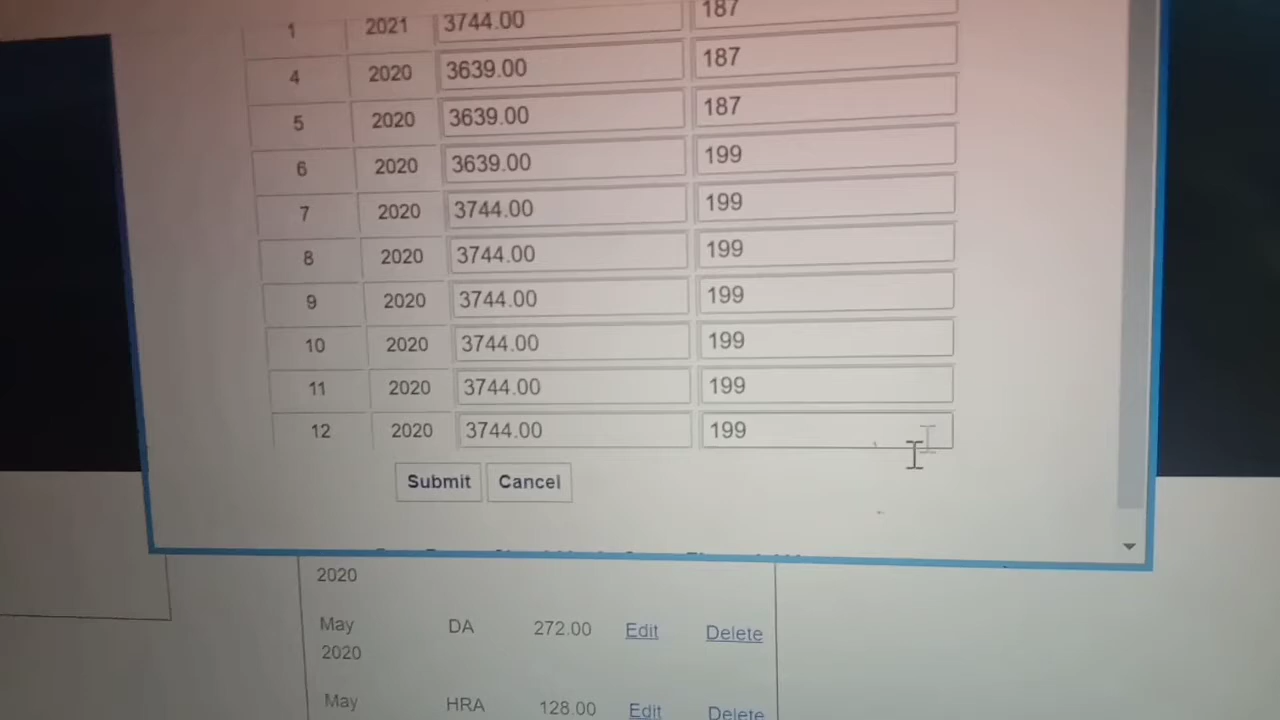 1 2021 3744.00 187
4 2020 3639.00 187
5 2020 3639.00 187
6 2020 3639.00 199
7 2020 3744.00 199
8 2020 3744.00 199
9 2020 3744.00 199
10 2020 3744.00 199
11 2020 3744.00 199
12 2020 3744.00 199
Submit Cancel
2020
May DA 272.00 Edit Delete
2020
May HRA 128.00 Edit Delete